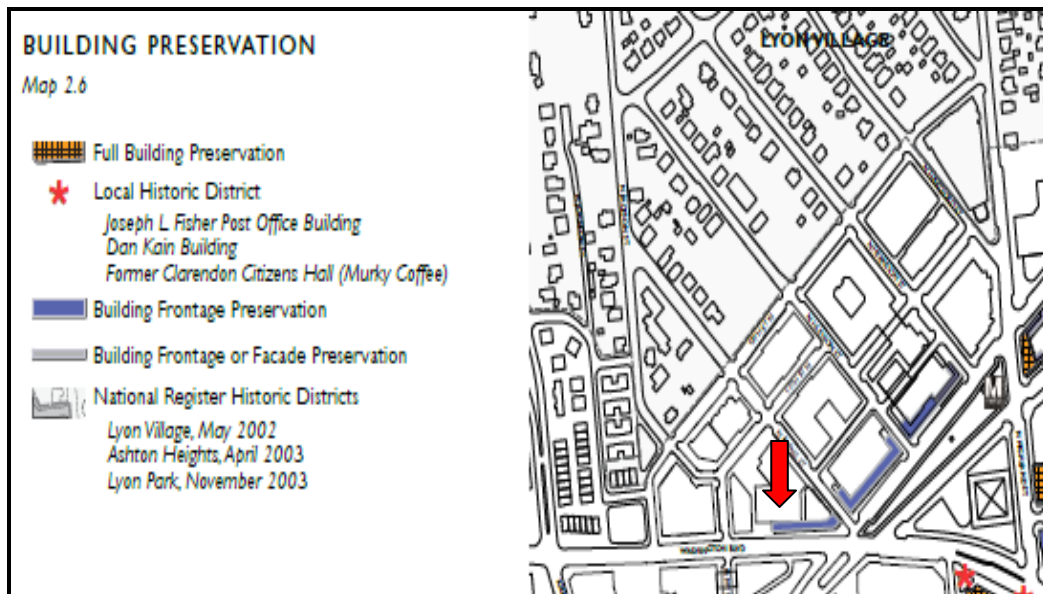 BUILDING PRESERVATION
Map 2.6
Full Building Preservation
Local Historic District
Joseph L. Fisher Post Office Building
Dan Kain Building
Former Clarendon Citizens Hall (Murky Coffee)
Building Frontage Preservation
Building Frontage or Facade Preservation
National Register Historic Districts
Lyon Village, May 2002
Ashton Heights, April 2003
Lyon Park, November 2003
LYON VILLAGE
WASHINGTON BLVD